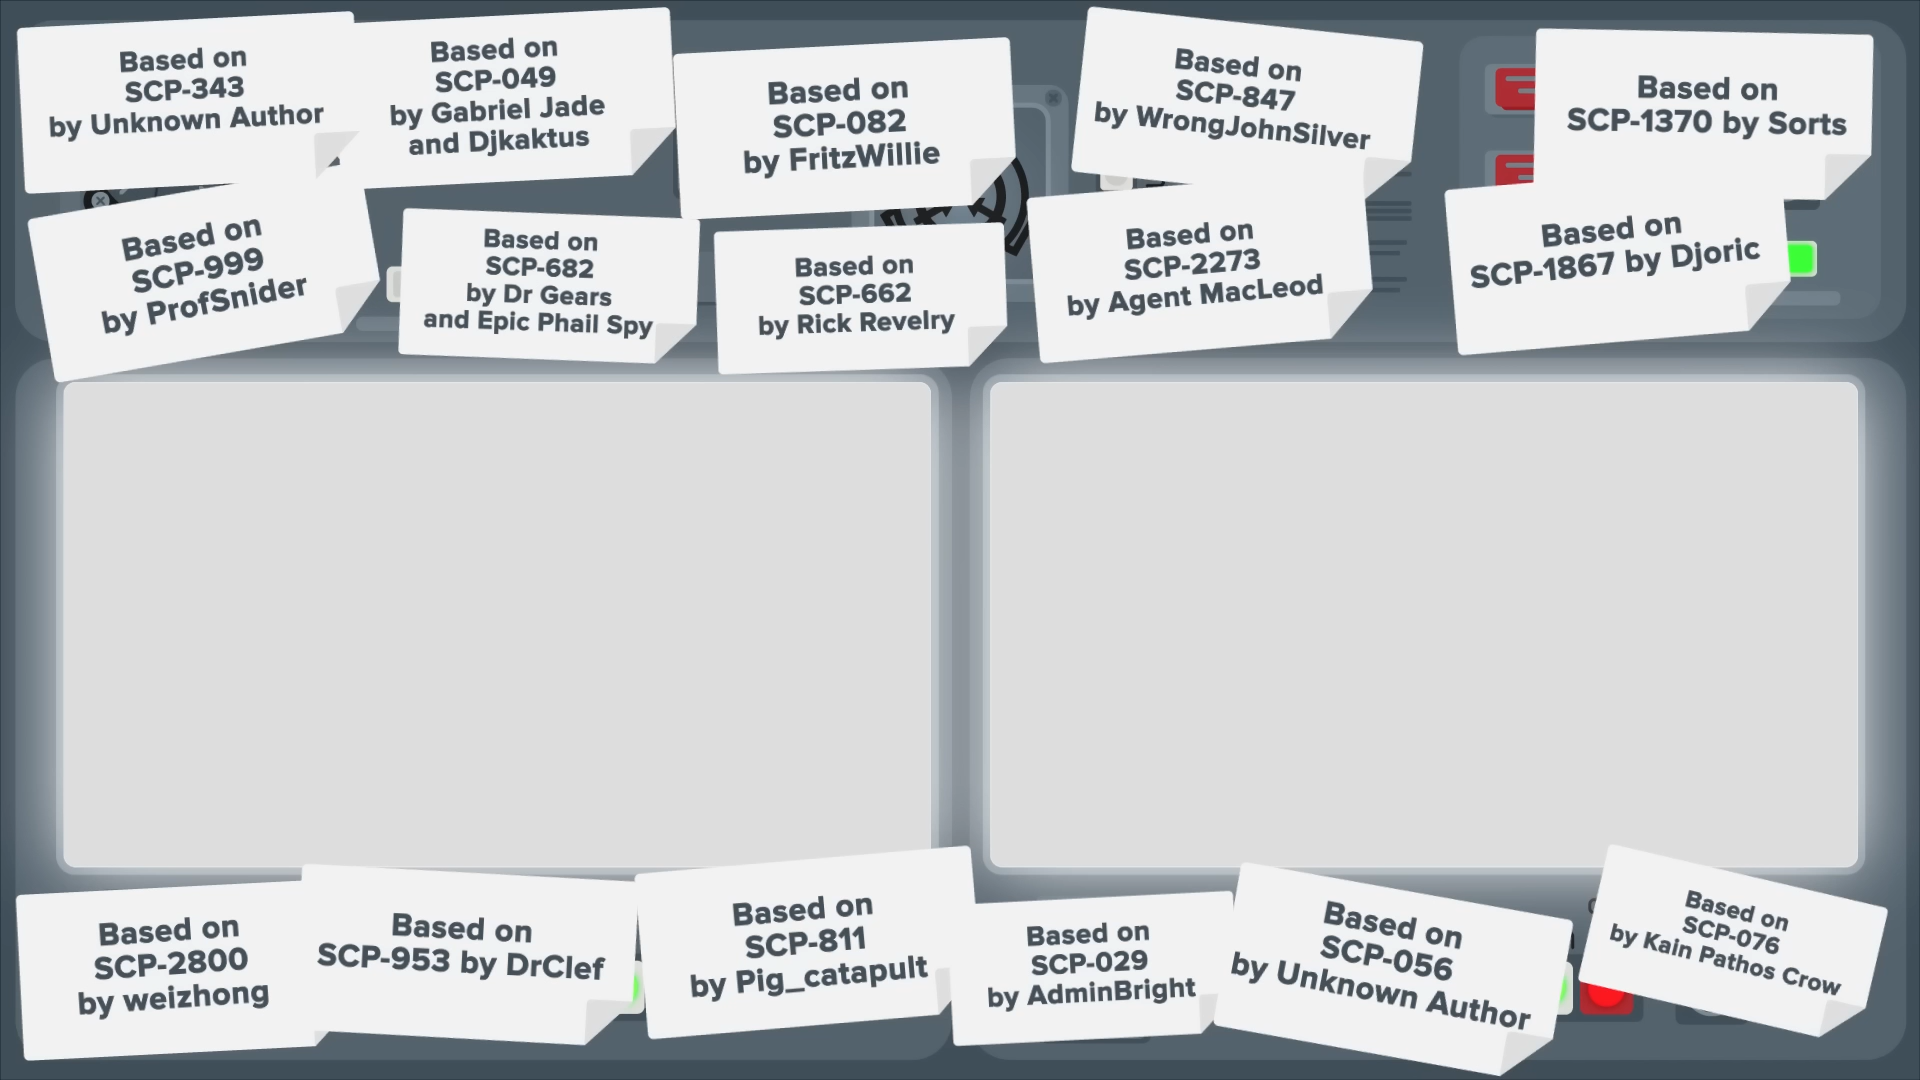 Based on
SCP-343
by Unknown Author
Based on
SCP-049
by Gabriel Jade
and Djkaktus
Based on
SCP-082
by FritzWillie
Based on
SCP-847
by WrongJohnSilver
Based on
SCP-1370 by Sorts
Based on
SCP-999
by ProfSnider
Based on
SCP-682
by Dr Gears
and Epic Phail Spy
Based on
SCP-662
by Rick Revelry
Based on
SCP-2273
by Agent MacLeod
Based on
SCP-1867 by Djoric
Based on
SCP-2800
by weizhong
Based on
SCP-953 by DrClef
Based on
SCP-811
by Pig_catapult
Based on
SCP-029
by AdminBright
Based on
SCP-056
by Unknown Author
Based on
SCP-076
by Kain Pathos Crow